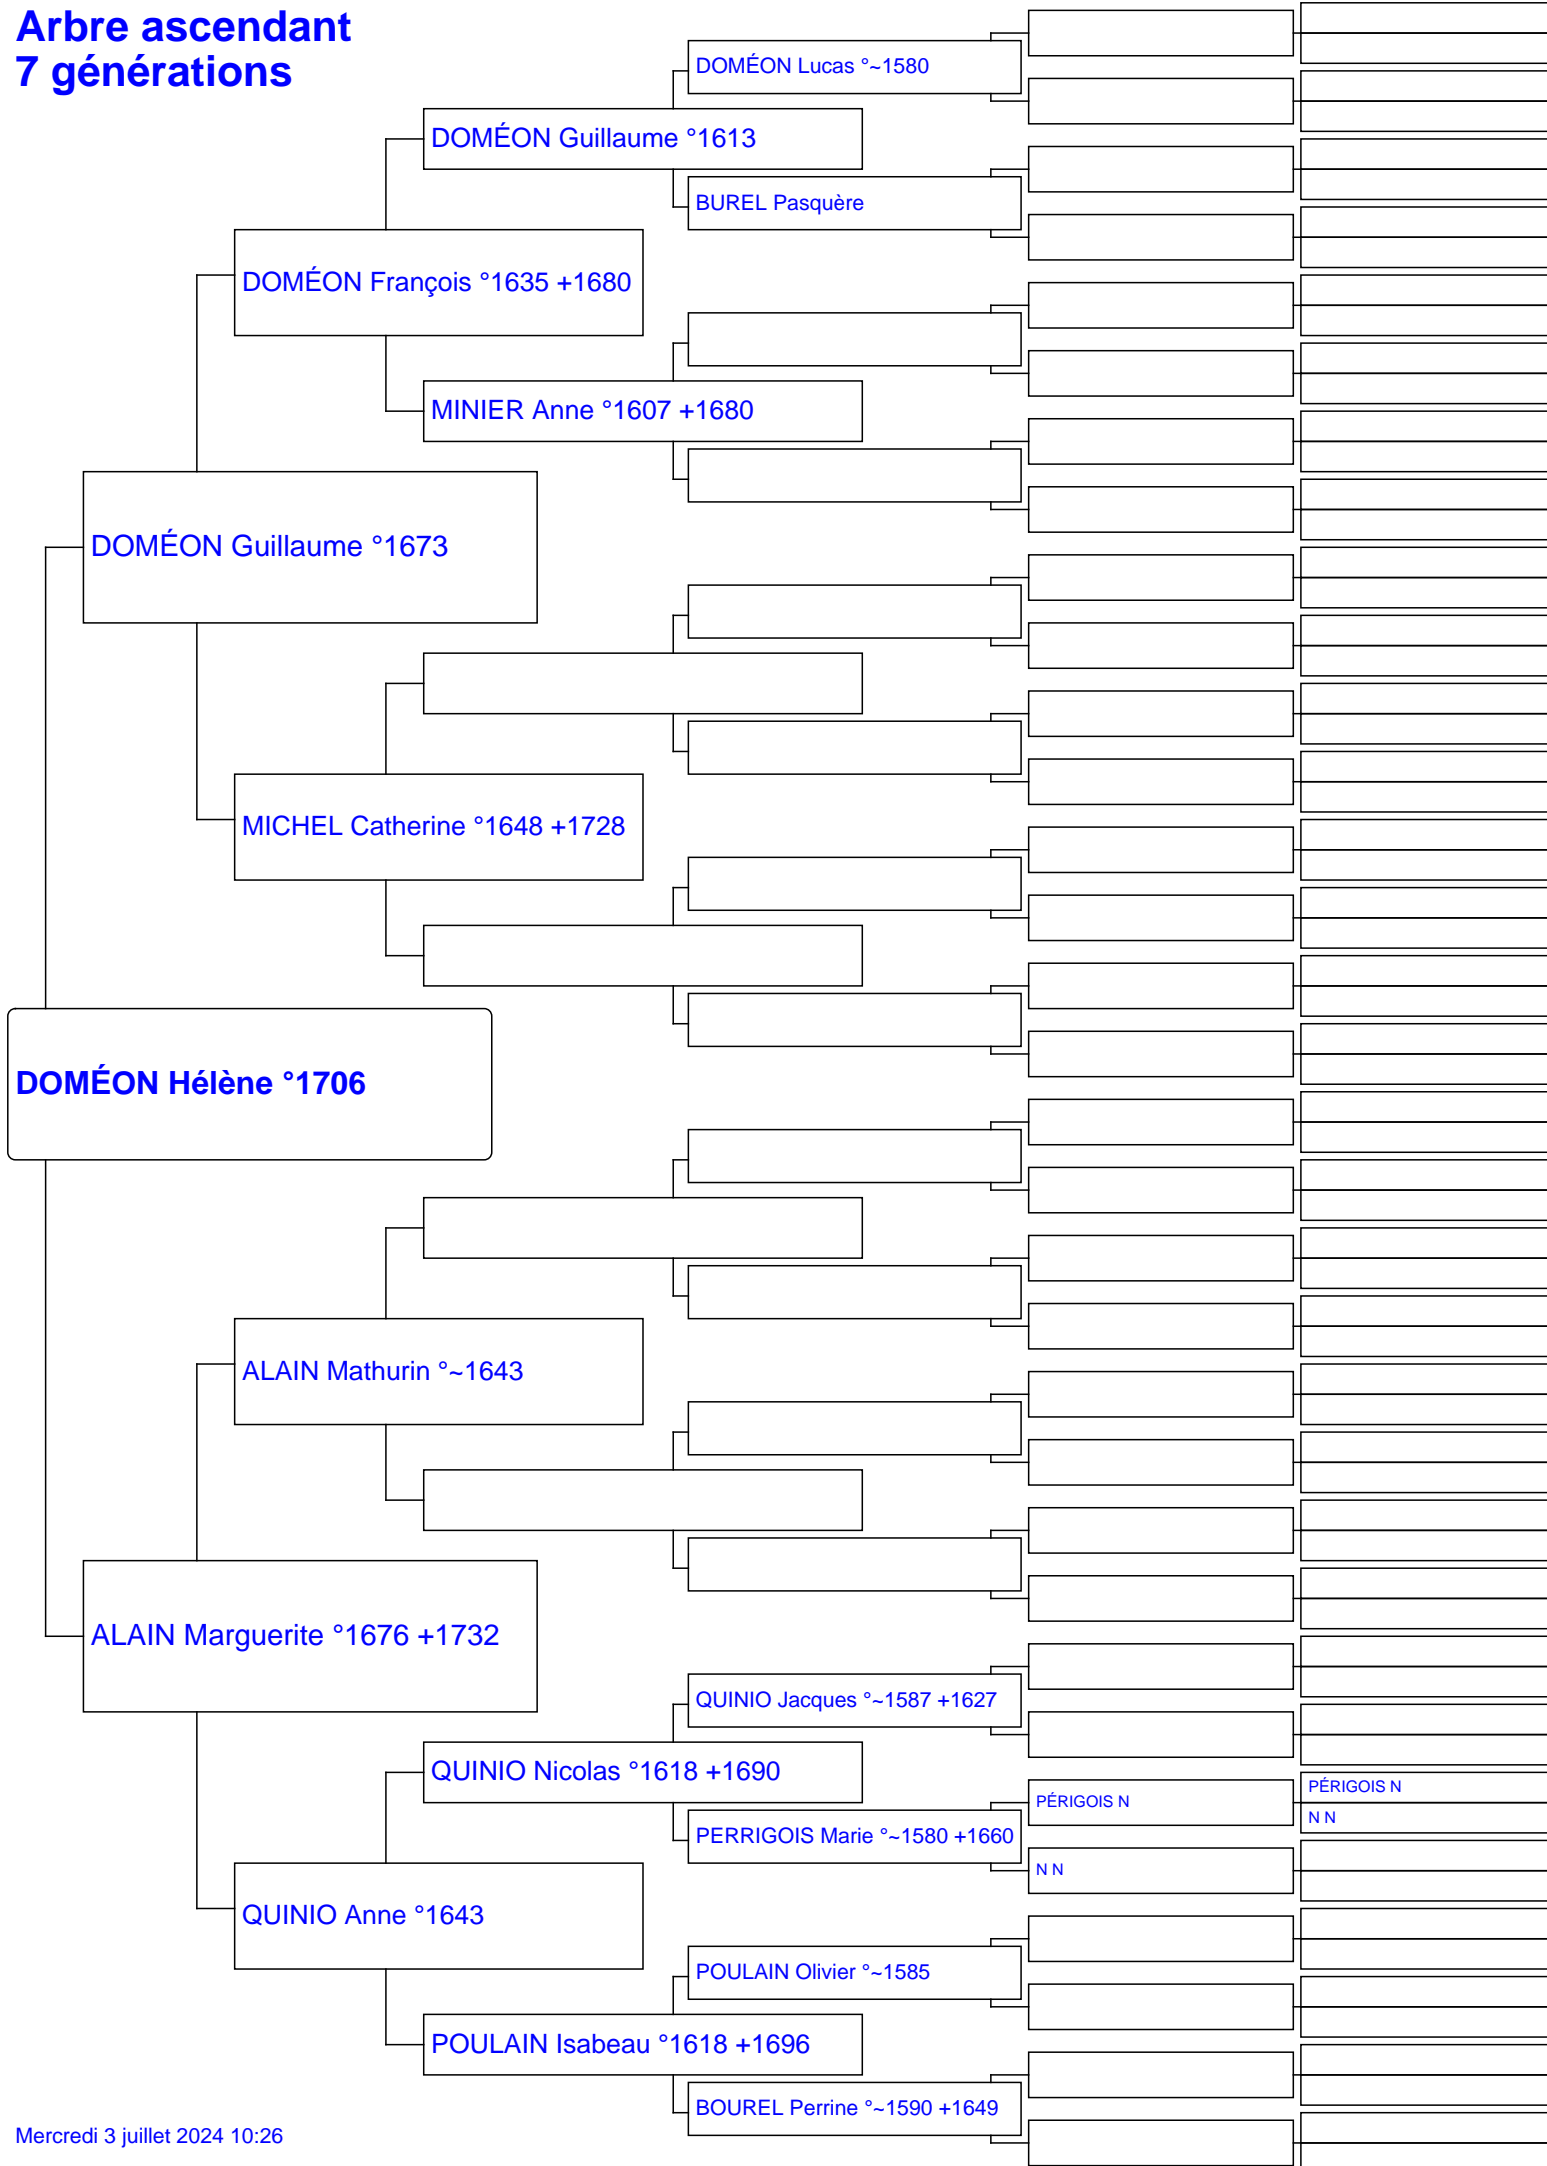 Arbre ascendant
7 générations
DOMÉON Lucas °~1580
DOMÉON Guillaume °1613
BUREL Pasquère
DOMÉON François °1635 +1680
MINIER Anne °1607 +1680
DOMÉON Guillaume °1673
MICHEL Catherine °1648 +1728
DOMÉON Hélène °1706
ALAIN Mathurin °~1643
ALAIN Marguerite °1676 +1732
QUINIO Jacques °~1587 +1627
QUINIO Nicolas °1618 +1690
PÉRIGOIS N
PÉRIGOIS N
N N
PERRIGOIS Marie °~1580 +1660
N N
QUINIO Anne °1643
POULAIN Olivier °~1585
POULAIN Isabeau °1618 +1696
BOUREL Perrine °~1590 +1649
Mercredi 3 juillet 2024 10:26